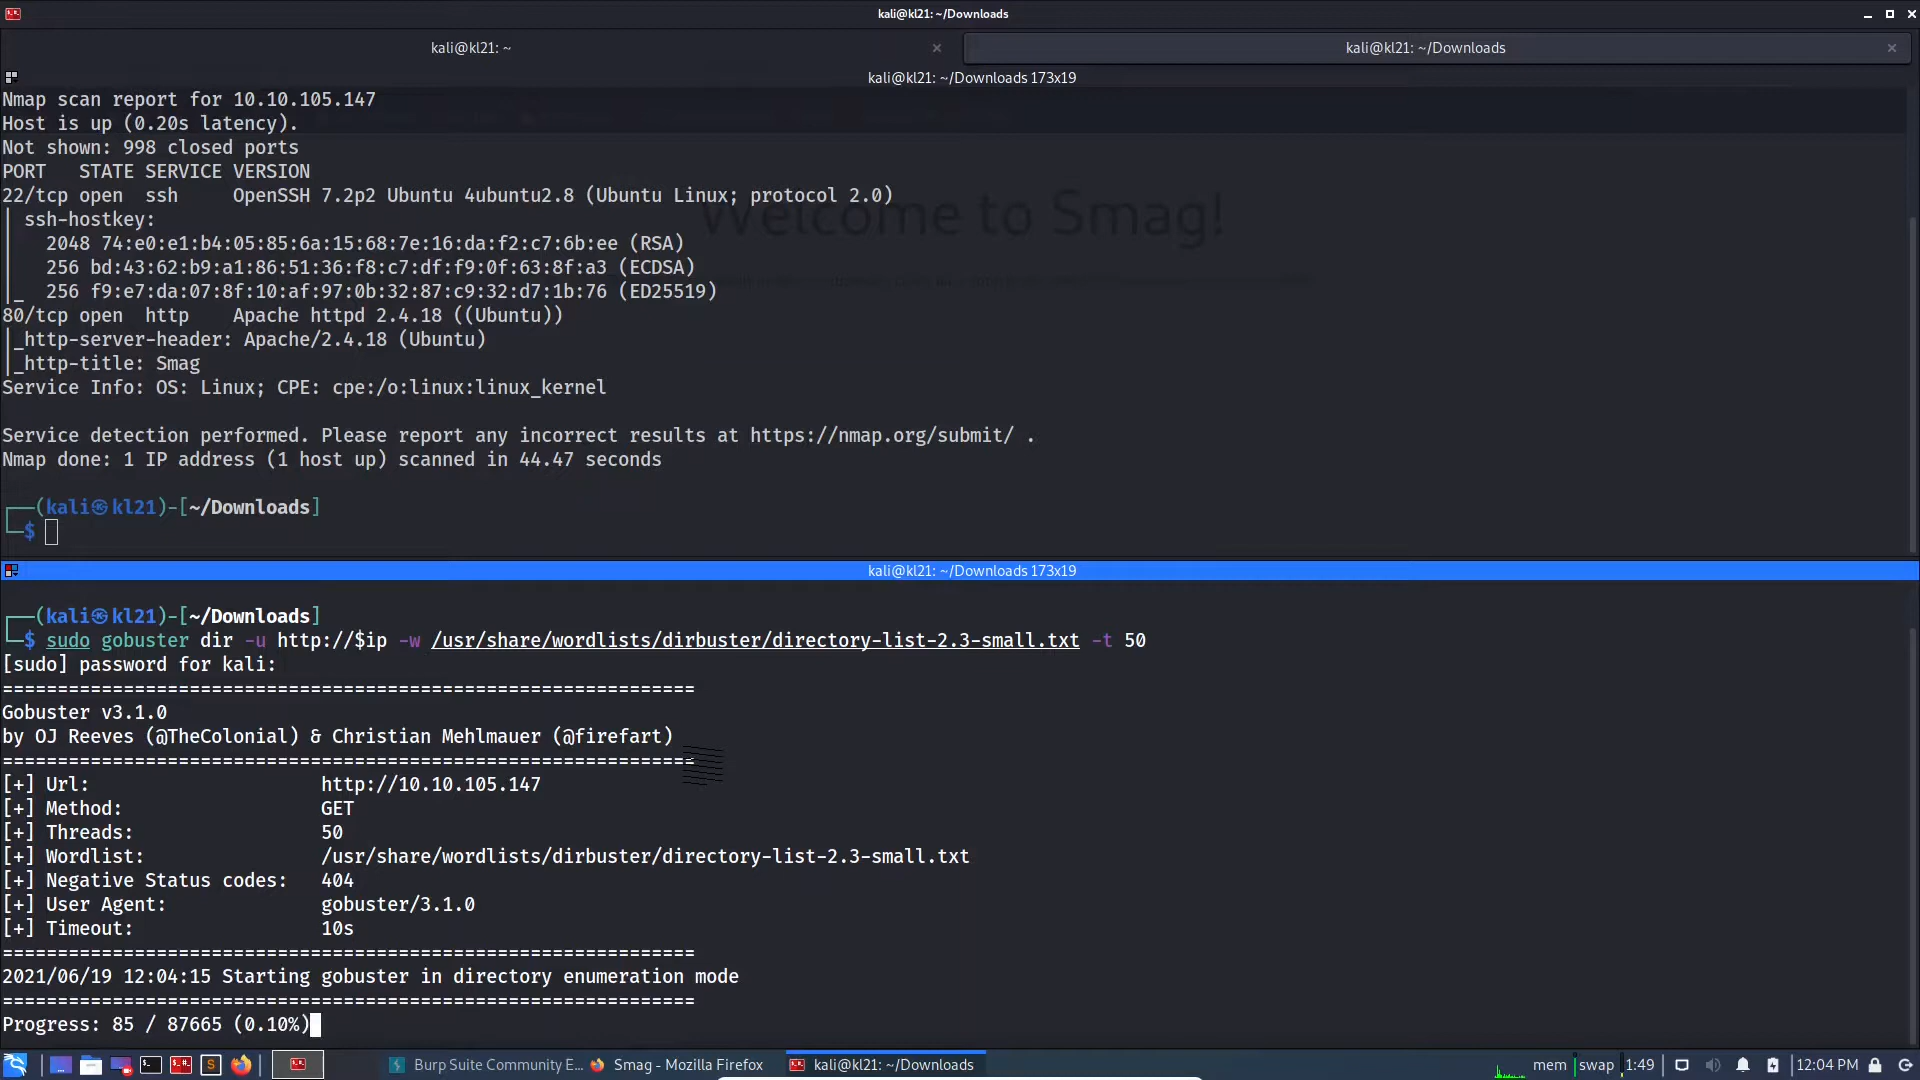 kali@kl21: ~/Downloads
kali@kl21: ~
kali@kl21: ~/Downloads
kali@kl21: ~/Downloads 173x19
Nmap scan report for 10.10.105.147
Host is up (0.20s latency).
Not shown: 998 closed ports
PORT   STATE SERVICE VERSION
22/tcp open  ssh     OpenSSH 7.2p2 Ubuntu 4ubuntu2.8 (Ubuntu Linux; protocol 2.0)
| ssh-hostkey:
|   2048 74:e0:e1:b4:05:85:6a:15:68:7e:16:da:f2:c7:6b:ee (RSA)
|   256 bd:43:62:b9:a1:86:51:36:f8:c7:df:f9:0f:63:8f:a3 (ECDSA)
|_  256 f9:e7:da:07:8f:10:af:97:0b:32:87:c9:32:d7:1b:76 (ED25519)
80/tcp open  http    Apache httpd 2.4.18 ((Ubuntu))
|_http-server-header: Apache/2.4.18 (Ubuntu)
|_http-title: Smag
Service Info: OS: Linux; CPE: cpe:/o:linux:linux_kernel
Welcome to Smag!
Service detection performed. Please report any incorrect results at https://nmap.org/submit/ .
Nmap done: 1 IP address (1 host up) scanned in 44.47 seconds
┌──(kali㉿kl21)-[~/Downloads]
└─$
kali@kl21: ~/Downloads 173x19
┌──(kali㉿kl21)-[~/Downloads]
└─$ sudo gobuster dir -u http://$ip -w /usr/share/wordlists/dirbuster/directory-list-2.3-small.txt -t 50
[sudo] password for kali:
===============================================================
Gobuster v3.1.0
by OJ Reeves (@TheColonial) & Christian Mehlmauer (@firefart)
===============================================================
[+] Url:                     http://10.10.105.147
[+] Method:                  GET
[+] Threads:                 50
[+] Wordlist:                /usr/share/wordlists/dirbuster/directory-list-2.3-small.txt
[+] Negative Status codes:   404
[+] User Agent:              gobuster/3.1.0
[+] Timeout:                 10s
===============================================================
2021/06/19 12:04:15 Starting gobuster in directory enumeration mode
===============================================================
Progress: 85 / 87665 (0.10%)
Burp Suite Community E... Smag - Mozilla Firefox kali@kl21: ~/Downloads mem swap 1:49 12:04 PM